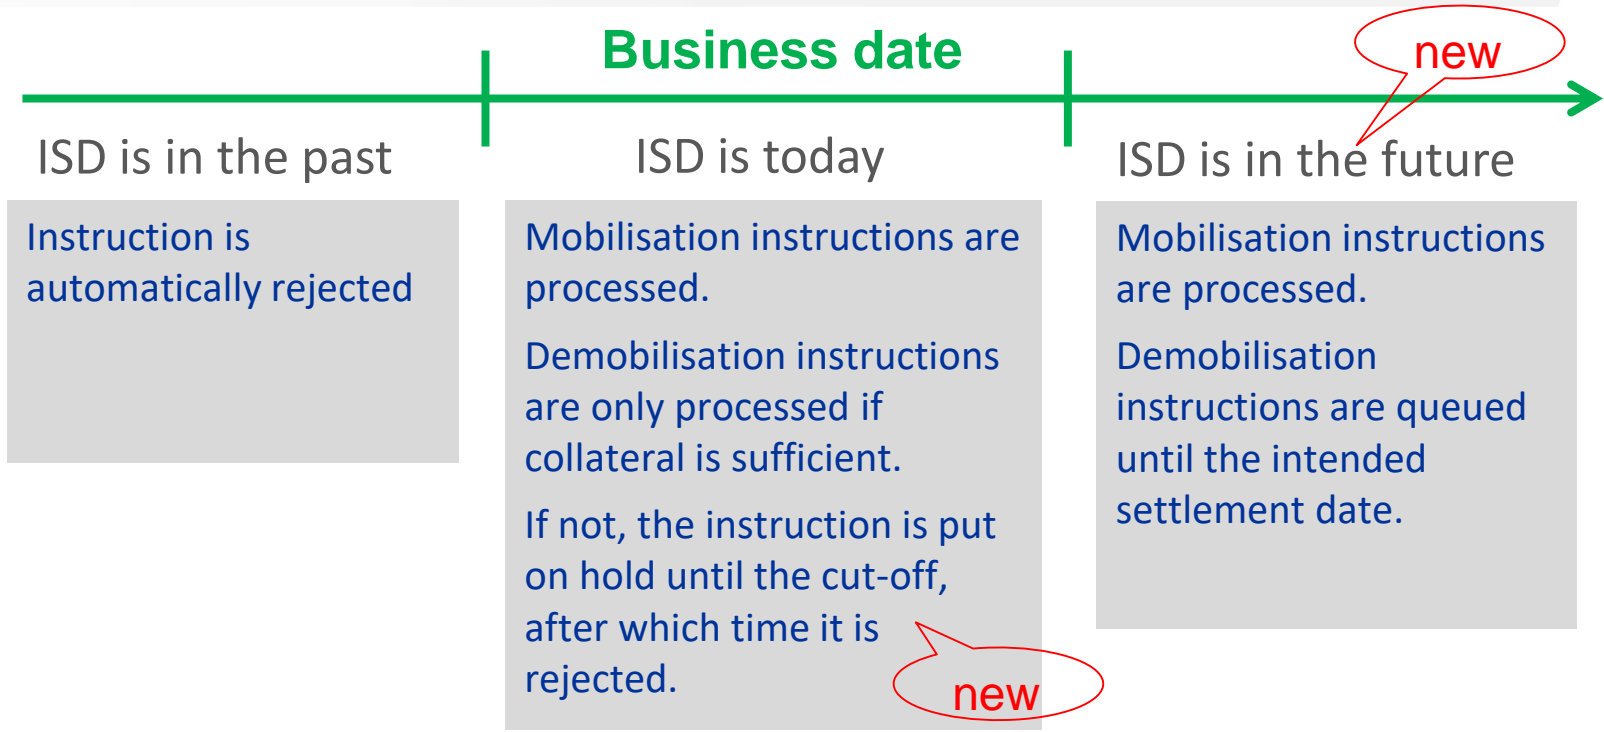 Business date
new
ISD is in the past
ISD is today
ISD is in the future
Instruction is
automatically rejected
Mobilisation instructions are
processed.
Demobilisation instructions
are only processed if
collateral is sufficient.
If not, the instruction is put
on hold until the cut-off,
after which time it is
rejected.
new
Mobilisation instructions
are processed.
Demobilisation
instructions are queued
until the intended
settlement date.